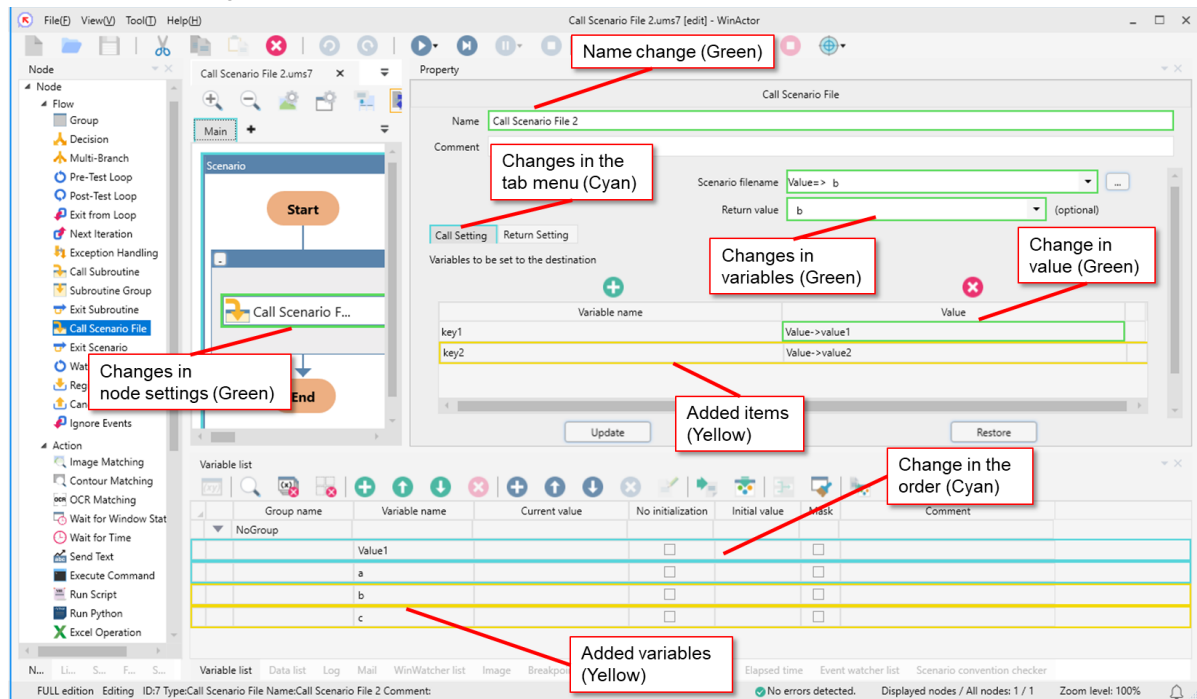 File(F) View(V) Tool(T) Help(H)
Call Scenario File 2.ums7 [edit] - WinActor
Name change (Green)
Node
Node
Flow
Group
Decision
Multi-Branch
Pre-Test Loop
Post-Test Loop
Exit from Loop
Next Iteration
Exception Handling
Call Subroutine
Subroutine Group
Exit Subroutine
Call Scenario File
Exit Scenario
Wat
Reg
Can
Ignore Events
Action
Image Matching
Contour Matching
OCR Matching
Wait for Window Stat
Wait for Time
Send Text
Execute Command
Run Script
Run Python
Excel Operation
N... Li... S... F... S...
Call Scenario File 2.ums7
Main
Scenario
Start
Call Scenario F...
End
Changes in
node settings (Green)
Property
Call Scenario File
Name Call Scenario File 2
Comment
Changes in the
tab menu (Cyan)
Scenario filename Value=> b ...
Return value b (optional)
Call Setting Return Setting
Variables to be set to the destination
Changes in
variables (Green)
Change in
value (Green)
Variable name Value
key1 Value->value1
key2 Value->value2
Added items
(Yellow)
Update Restore
Variable list
Change in the
order (Cyan)
Group name Variable name Current value No initialization Initial value Mask Comment
NoGroup
Value1
a
b
c
Added variables
(Yellow)
Variable list Data list Log Mail WinWatcher list Image Breakpoi Elapsed time Event watcher list Scenario convention checker
FULL edition Editing ID:7 Type:Call Scenario File Name:Call Scenario File 2 Comment: No errors detected. Displayed nodes / All nodes: 1 / 1 Zoom level: 100%